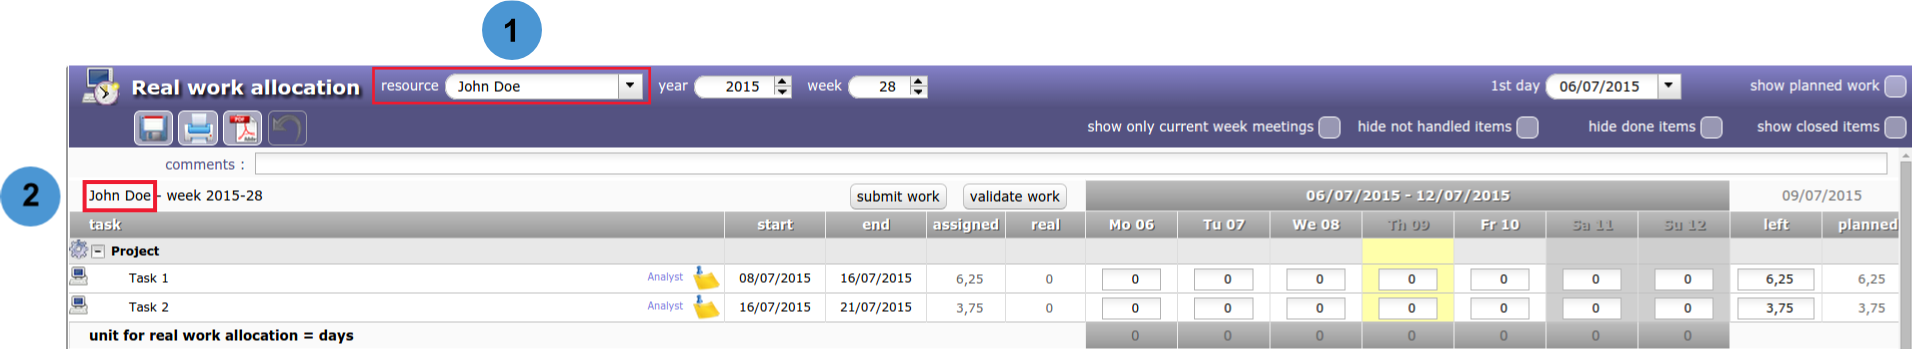 1
Real work allocation resource John Doe year 2015 week 28 1st day 06/07/2015 show planned work
PDF Adobe show only current week meetings hide not handled items hide done items show closed items
comments :
2
John Doe - week 2015-28 submit work validate work 06/07/2015 - 12/07/2015 09/07/2015
task start end assigned real Mo 06 Tu 07 We 08 Th 09 Fr 10 Sa 11 Su 12 left planned
Project
Task 1 Analyst 08/07/2015 16/07/2015 6,25 0 0 0 0 0 0 0 0 6,25 6,25
Task 2 Analyst 16/07/2015 21/07/2015 3,75 0 0 0 0 0 0 0 0 3,75 3,75
unit for real work allocation = days 0 0 0 0 0 0 0